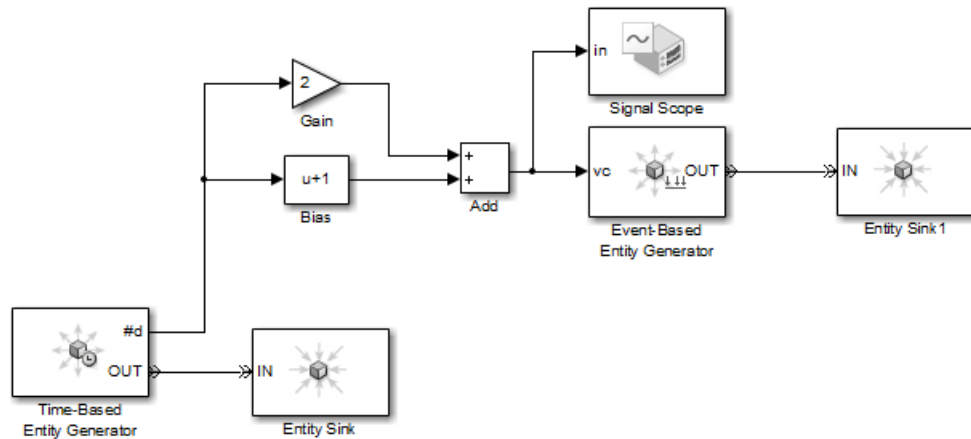 in
Signal Scope
2
Gain
+
+
Add
u+1
Bias
vc
OUT
Event-Based
Entity Generator
IN
Entity Sink1
#d
OUT
Time-Based
Entity Generator
IN
Entity Sink